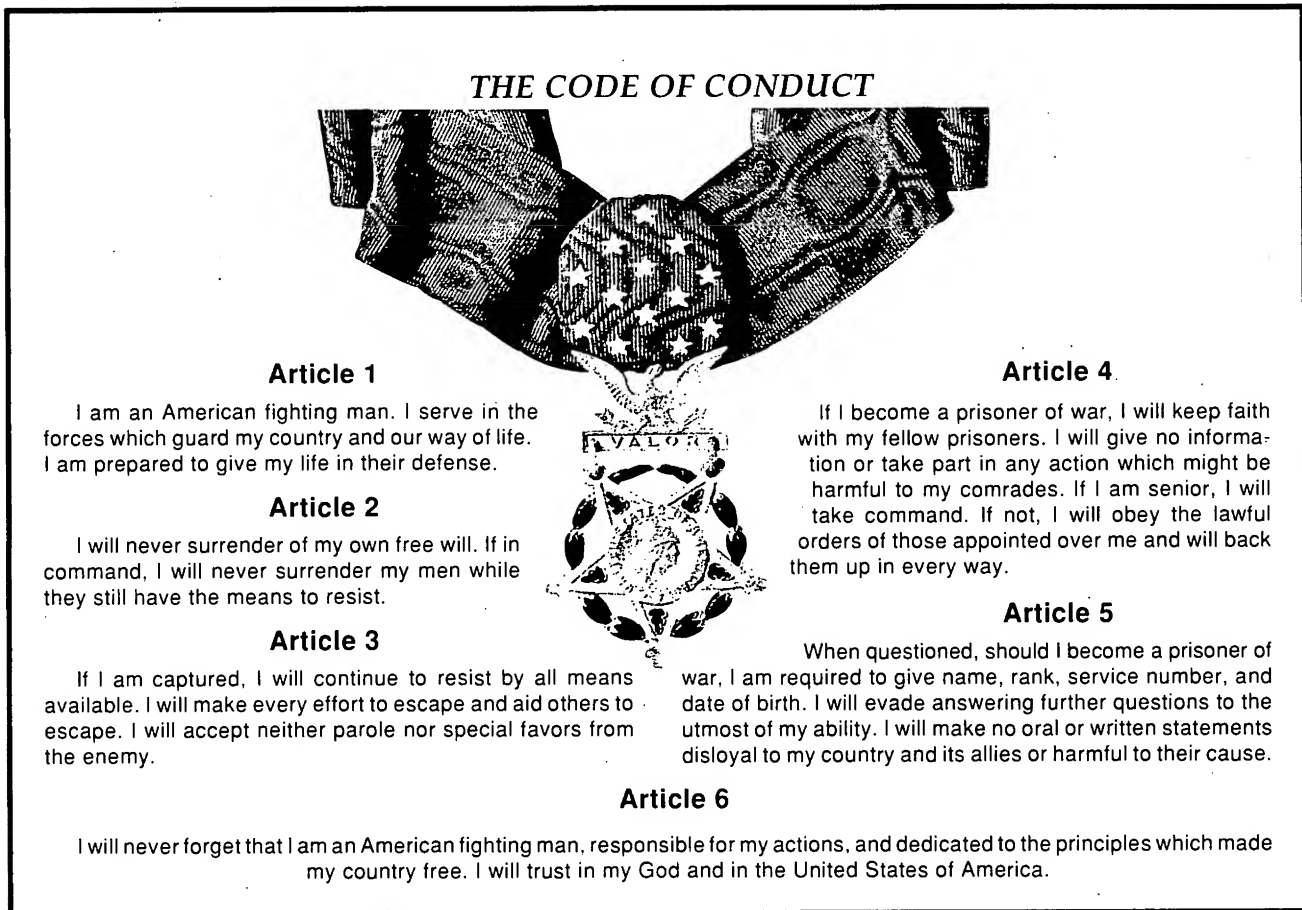 THE CODE OF CONDUCT
VALOR
Article 1
I am an American fighting man. I serve in the
forces which guard my country and our way of life.
I am prepared to give my life in their defense.
Article 2
I will never surrender of my own free will. If in
command, I will never surrender my men while
they still have the means to resist.
Article 3
If I am captured, I will continue to resist by all means
available. I will make every effort to escape and aid others to
escape. I will accept neither parole nor special favors from
the enemy.
Article 4
If I become a prisoner of war, I will keep faith
with my fellow prisoners. I will give no informa-
tion or take part in any action which might be
harmful to my comrades. If I am senior, I will
take command. If not, I will obey the lawful
orders of those appointed over me and will back
them up in every way.
Article 5
When questioned, should I become a prisoner of
war, I am required to give name, rank, service number, and
date of birth. I will evade answering further questions to the
utmost of my ability. I will make no oral or written statements
disloyal to my country and its allies or harmful to their cause.
Article 6
I will never forget that I am an American fighting man, responsible for my actions, and dedicated to the principles which made
my country free. I will trust in my God and in the United States of America.